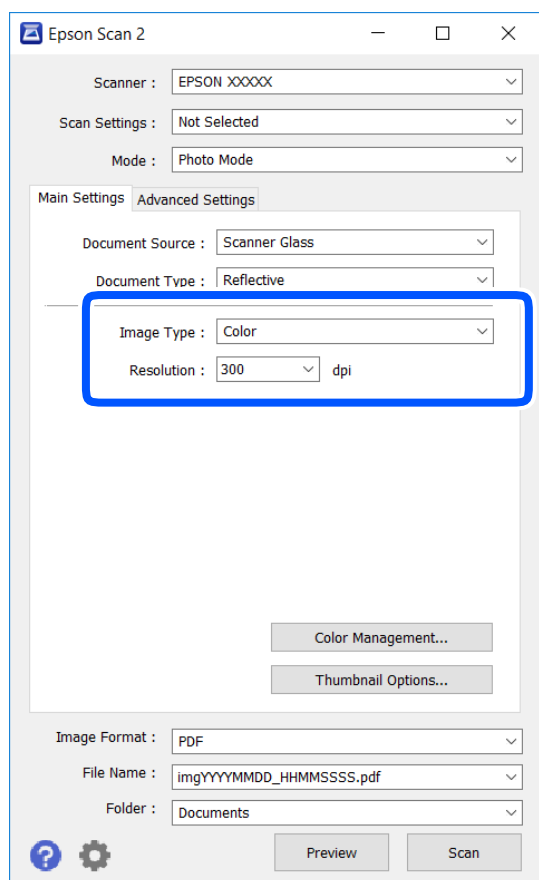 Epson Scan 2
Scanner : EPSON XXXXX
Scan Settings : Not Selected
Mode : Photo Mode
Main Settings Advanced Settings
Document Source : Scanner Glass
Document Type : Reflective
Image Type : Color
Resolution : 300 dpi
Color Management...
Thumbnail Options...
Image Format : PDF
File Name : imgYYYYMMDD_HHMMSSSS.pdf
Folder : Documents
? Preview Scan